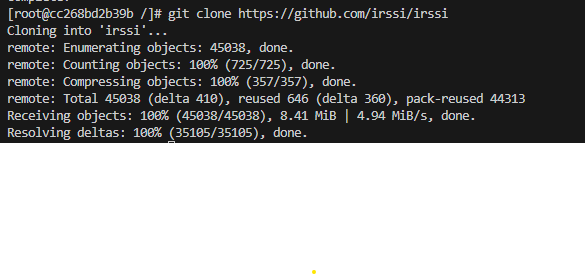 [root@cc268bd2b39b /]# git clone https://github.com/irssi/irssi
Cloning into 'irssi'...
remote: Enumerating objects: 45038, done.
remote: Counting objects: 100% (725/725), done.
remote: Compressing objects: 100% (357/357), done.
remote: Total 45038 (delta 410), reused 646 (delta 360), pack-reused 44313
Receiving objects: 100% (45038/45038), 8.41 MiB | 4.94 MiB/s, done.
Resolving deltas: 100% (35105/35105), done.